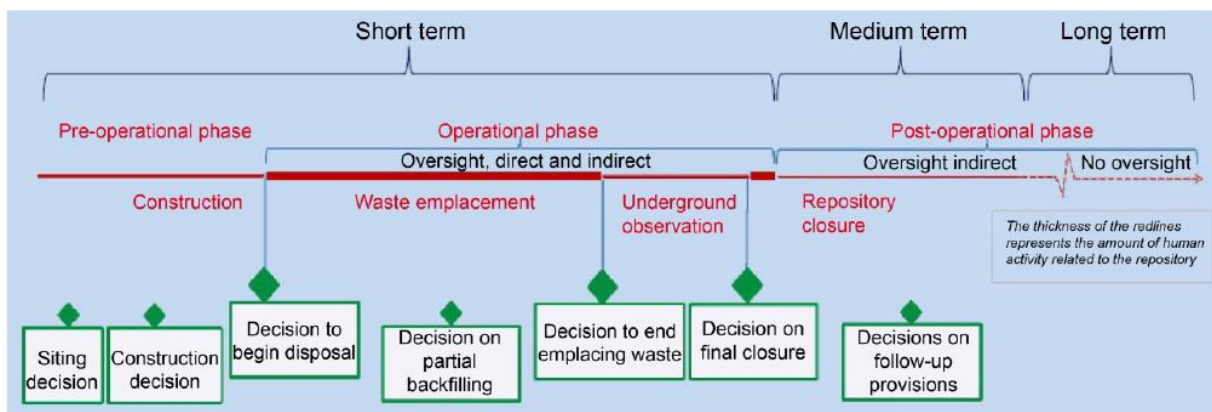 Short term
Medium term
Long term
Pre-operational phase
Operational phase
Post-operational phase
Oversight, direct and indirect
Oversight indirect
No oversight
Construction
Waste emplacement
Underground
observation
Repository
closure
The thickness of the redlines
represents the amount of human
activity related to the repository
Siting
decision
Construction
decision
Decision to
begin disposal
Decision on
partial
backfilling
Decision to end
emplacing waste
Decision on
final closure
Decisions on
follow-up
provisions